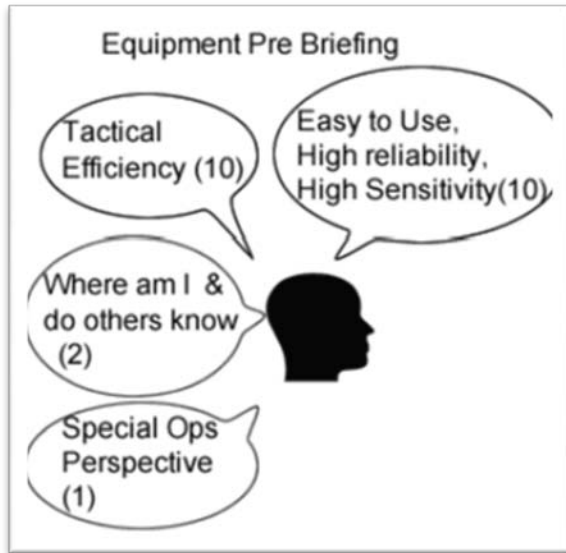 Equipment Pre Briefing
Tactical
Efficiency (10)
Easy to Use,
High reliability,
High Sensitivity(10)
Where am I &
do others know
(2)
Special Ops
Perspective
(1)